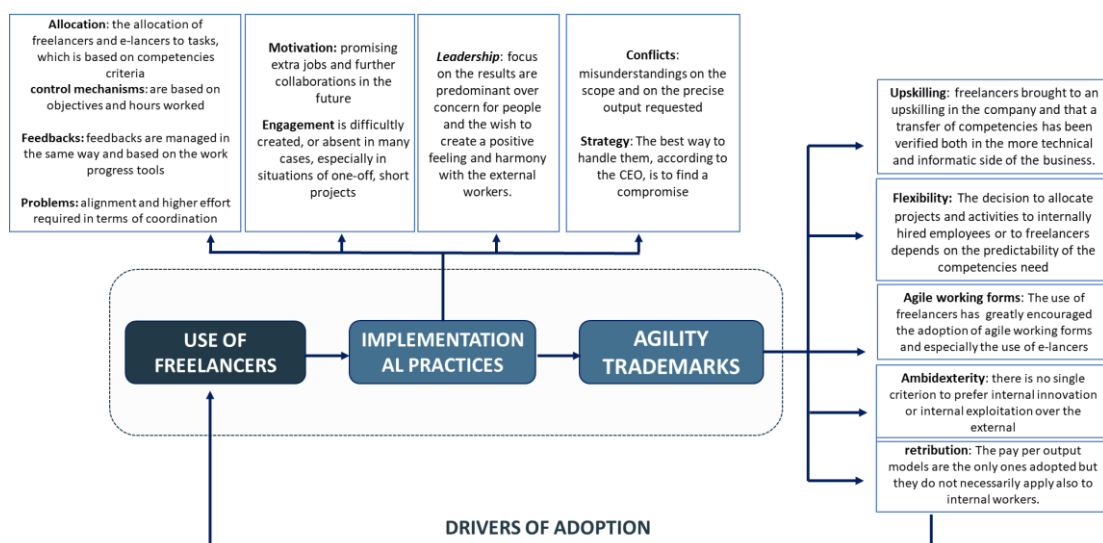 Allocation: the allocation of
freelancers and e-lancers to tasks,
which is based on competencies
criteria
control mechanisms: are based on
objectives and hours worked
Feedbacks: feedbacks are managed in
the same way and based on the work
progress tools
Problems: alignment and higher effort
required in terms of coordination
Motivation: promising
extra jobs and further
collaborations in the
future
Engagement is difficultly
created, or absent in many
cases, especially in
situations of one-off, short
projects
Leadership: focus
on the results are
predominant over
concern for people
and the wish to
create a positive
feeling and harmony
with the external
workers.
Conflicts:
misunderstandings on the
scope and on the precise
output requested
Strategy: The best way to
handle them, according to
the CEO, is to find a
compromise
Upskilling: freelancers brought to an
upskilling in the company and that a
transfer of competencies has been
verified both in the more technical
and informatic side of the business.
Flexibility: The decision to allocate
projects and activities to internally
hired employees or to freelancers
depends on the predictability of the
competencies need
Agile working forms: The use of
freelancers has greatly encouraged
the adoption of agile working forms
and especially the use of e-lancers
Ambidexterity: there is no single
criterion to prefer internal innovation
or internal exploitation over the
external
retribution: The pay per output
models are the only ones adopted but
they do not necessarily apply also to
internal workers.
USE OF
FREELANCERS
IMPLEMENTATION
AL PRACTICES
AGILITY
TRADEMARKS
DRIVERS OF ADOPTION